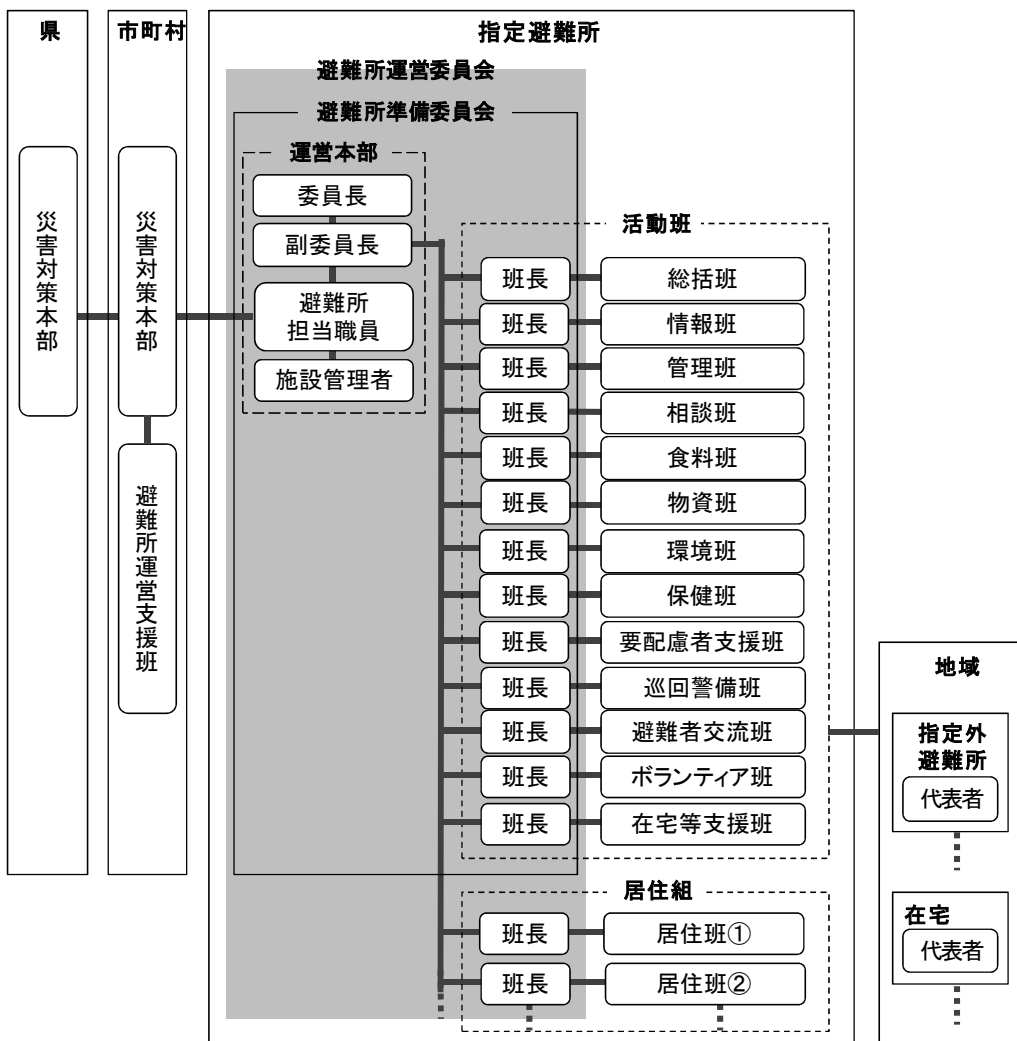 県
災害対策本部
市町村
災害対策本部
避難所運営支援班
指定避難所
避難所運営委員会
避難所準備委員会
運営本部
委員長
副委員長
避難所
担当職員
施設管理者
活動班
班長
総括班
班長
情報班
班長
管理班
班長
相談班
班長
食料班
班長
物資班
班長
環境班
班長
保健班
班長
要配慮者支援班
班長
巡回警備班
班長
避難者交流班
班長
ボランティア班
班長
在宅等支援班
居住組
班長
居住班①
班長
居住班②
地域
指定外
避難所
代表者
在宅
代表者